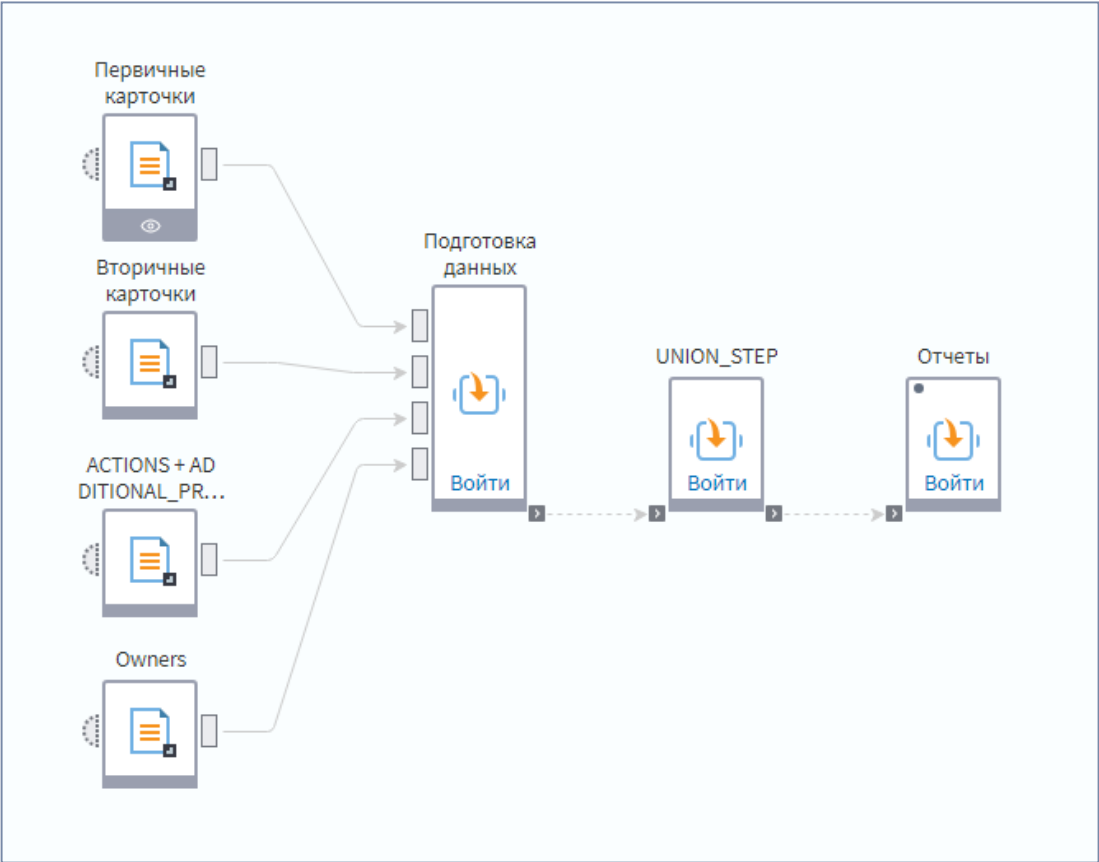 Первичные
карточки
Вторичные
карточки
ACTIONS + AD
DITIONAL_PR...
Owners
Подготовка
данных
Войти
UNION_STEP
Войти
Отчеты
Войти